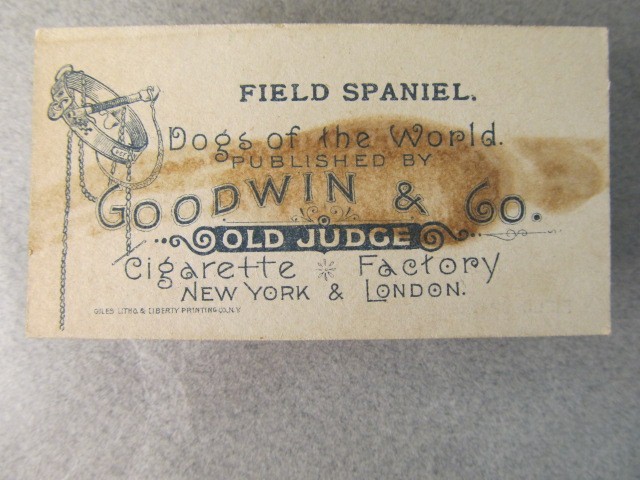 FIELD SPANIEL.
Dogs of the World.
PUBLISHED BY
GOODWIN & Co.
OLD JUDGE
Cigarette Factory
NEW YORK & LONDON.
GILES LITHO. & LIBERTY PRINTING CO. N.Y.